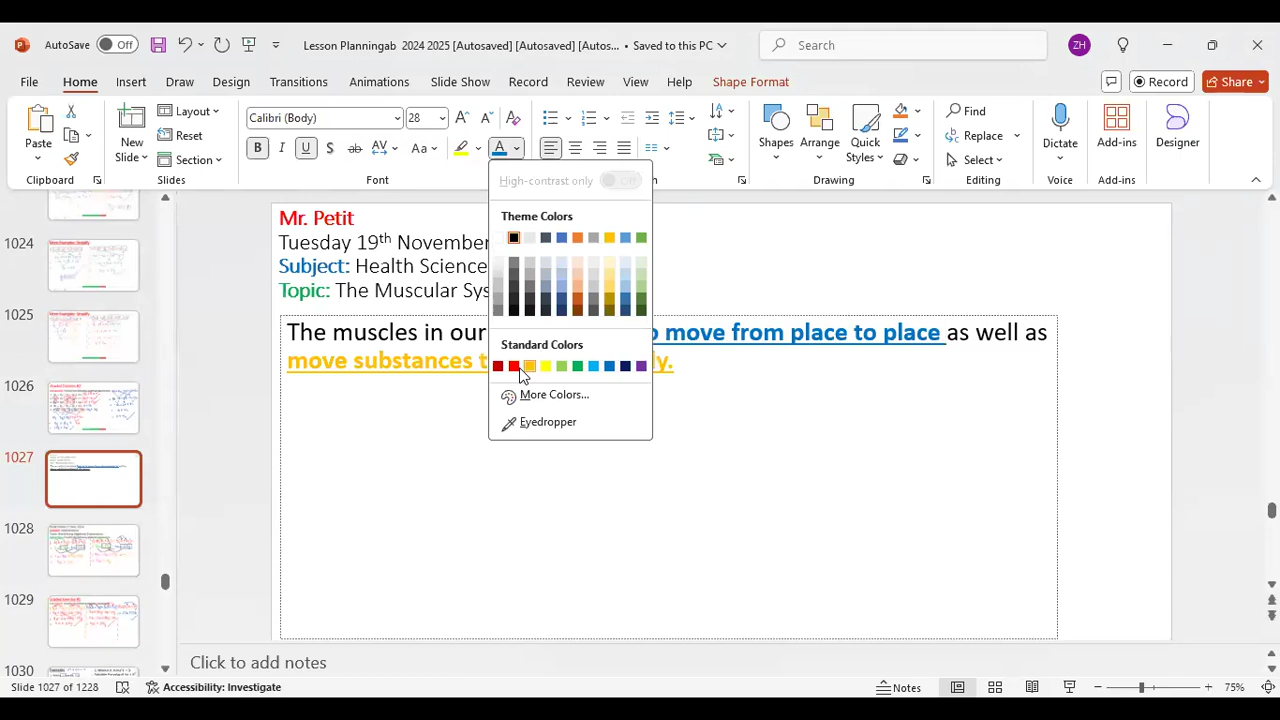 AutoSave Off Lesson Planningab 2024 2025 [Autosaved] [Autosaved] [Autos... • Saved to this PC Search ZH
File Home Insert Draw Design Transitions Animations Slide Show Record Review View Help Shape Format Record Share
Paste New Slide Layout Reset Section Calibri (Body) 28 Shapes Arrange Quick Styles Find Replace Select Dictate Add-ins Designer
Clipboard Slides Font Drawing Editing Voice Add-ins
High-contrast only Off
Theme Colors
Standard Colors
More Colors...
Eyedropper
1024
1025
1026
1027
1028
1029
1030
Mr. Petit
Tuesday 19th November
Subject: Health Science
Topic: The Muscular Sys
The muscles in our o move from place to place as well as
move substances t ly.
Click to add notes
Slide 1027 of 1228 Accessibility: Investigate Notes 75%